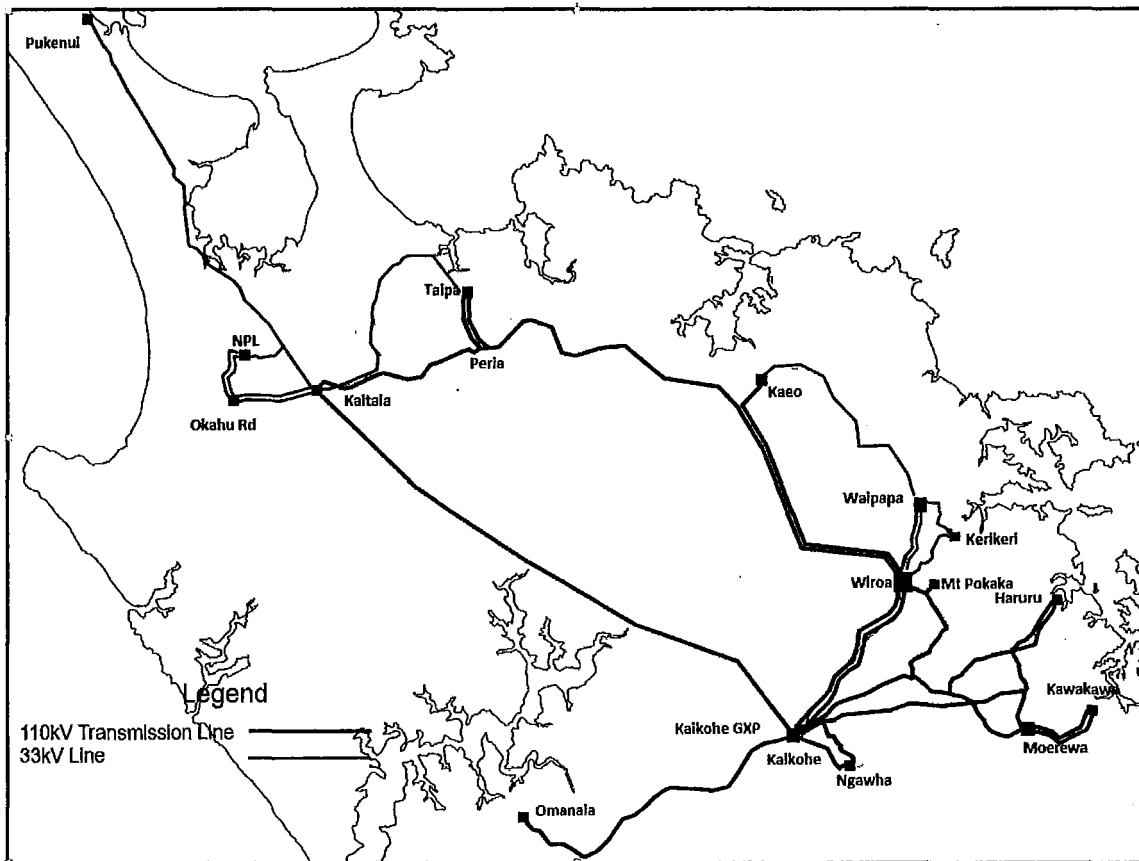 Pukenui
Taipa
NPL
Peria
Kaitaia
Kaeo
Okahu Rd
Waipapa
Kerikeri
Wiroa
Mt Pokaka
Haruru
Legend
Kawakawa
110kV Transmission Line
Kaikohe GXP
33kV Line
Kaikohe
Moerewa
Ngawha
Omanaia